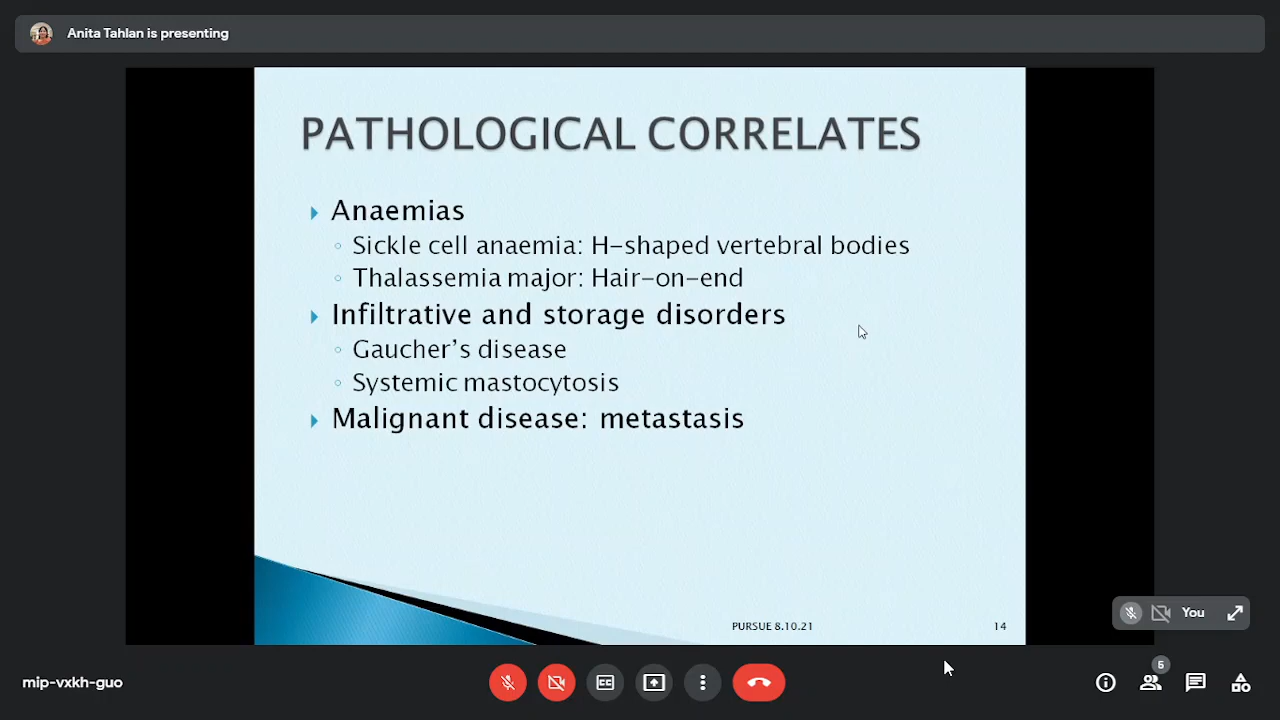 Anita Tahlan is presenting
PATHOLOGICAL CORRELATES
Anaemias
Sickle cell anaemia: H-shaped vertebral bodies
Thalassemia major: Hair-on-end
Infiltrative and storage disorders
Gaucher's disease
Systemic mastocytosis
Malignant disease: metastasis
PURSUE 8.10.21
14
You
mip-vxkh-guo
CC
5